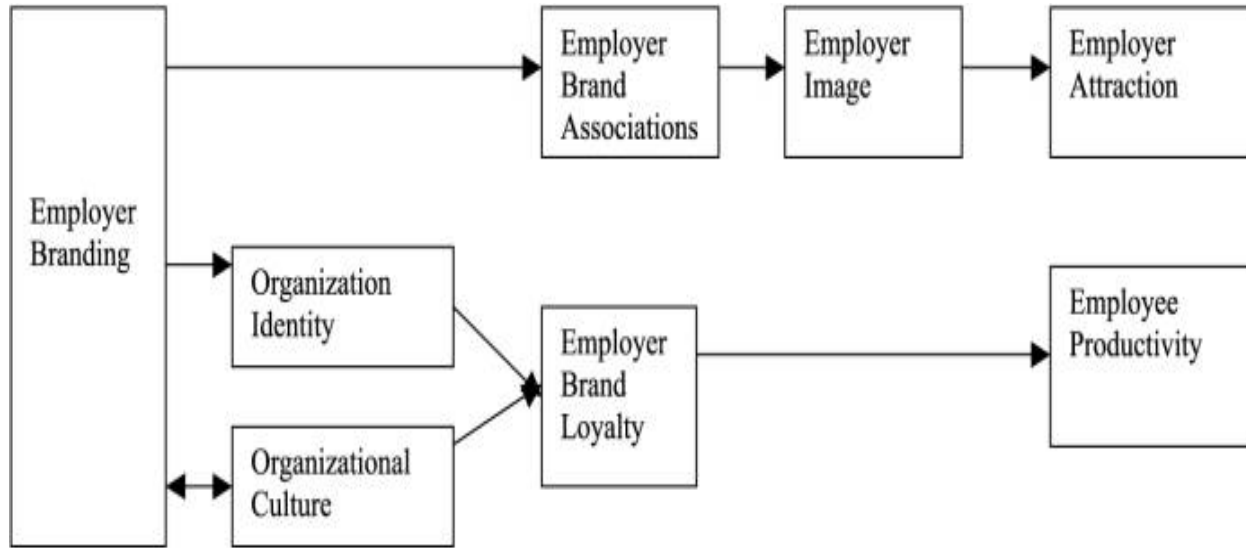 Employer
Branding
Employer
Brand
Associations
Employer
Image
Employer
Attraction
Organization
Identity
Organizational
Culture
Employer
Brand
Loyalty
Employee
Productivity